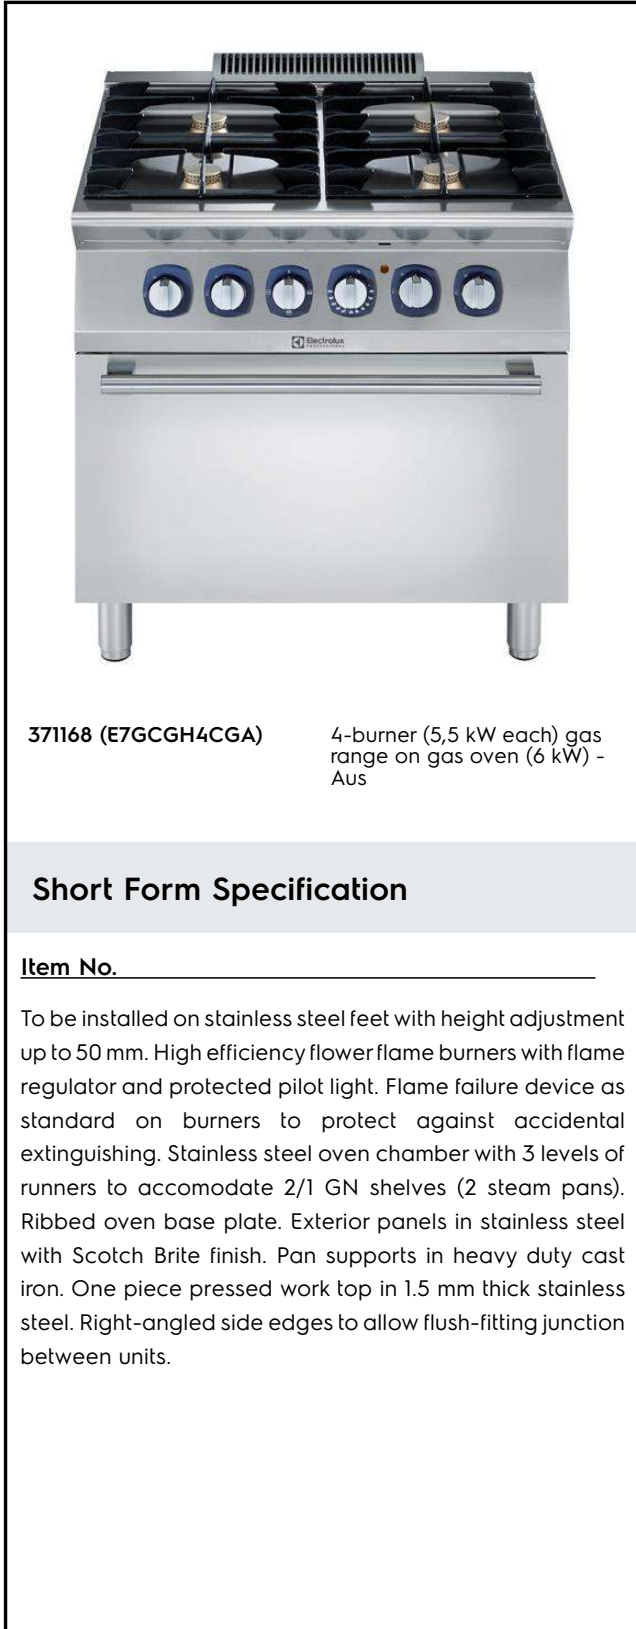 Electrolux
PROFESSIONAL
371168 (E7GCGH4CGA)
4-burner (5,5 kW each) gas
range on gas oven (6 kW) -
Aus
Short Form Specification
Item No.
To be installed on stainless steel feet with height adjustment
up to 50 mm. High efficiency flower flame burners with flame
regulator and protected pilot light. Flame failure device as
standard on burners to protect against accidental
extinguishing. Stainless steel oven chamber with 3 levels of
runners to accomodate 2/1 GN shelves (2 steam pans).
Ribbed oven base plate. Exterior panels in stainless steel
with Scotch Brite finish. Pan supports in heavy duty cast
iron. One piece pressed work top in 1.5 mm thick stainless
steel. Right-angled side edges to allow flush-fitting junction
between units.